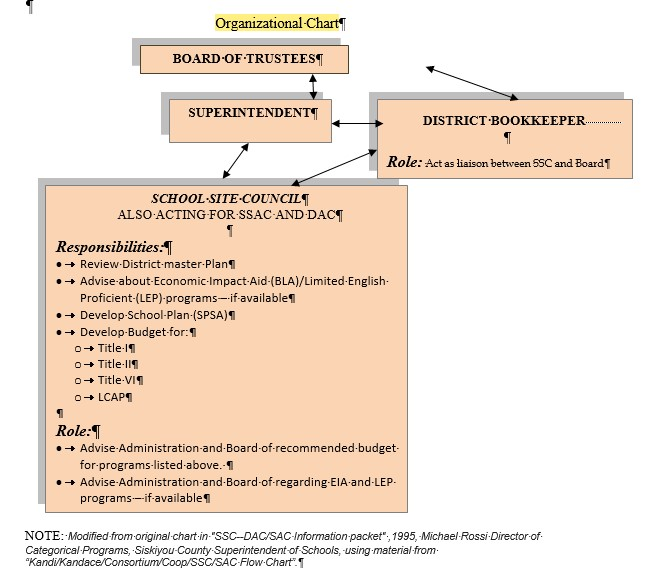 Organizational Chart
BOARD OF TRUSTEES
SUPERINTENDENT
DISTRICT BOOKKEEPER
Role: Act as liaison between SSC and Board
SCHOOL SITE COUNCIL
ALSO ACTING FOR SSAC AND DAC
Responsibilities:
• Review District master Plan
• Advise about Economic Impact Aid (BLA)/Limited English
Proficient (LEP) programs – if available
• Develop School Plan (SPSA)
• Develop Budget for:
o Title I
o Title II
o Title VI
o LCAP
Role:
• Advise Administration and Board of recommended budget
for programs listed above.
• Advise Administration and Board of regarding EIA and LEP
programs – if available
NOTE: Modified from original chart in "SSC--DAC/SAC Information packet" ,1995, Michael Rossi Director of
Categorical Programs, Siskiyou County Superintendent of Schools, using material from
"Kandi/Kandace/Consortium/Coop/SSC/SAC Flow Chart".